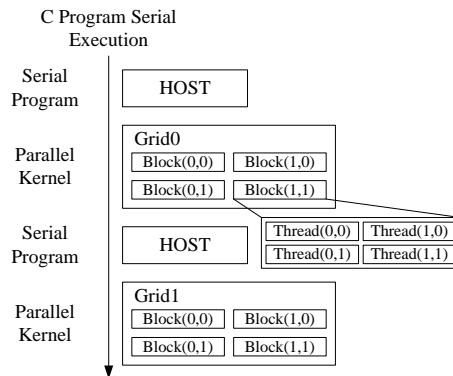 C Program Serial
Execution
Serial
Program
HOST
Parallel
Kernel
Grid0
Block(0,0) Block(1,0)
Block(0,1) Block(1,1)
Serial
Program
HOST
Thread(0,0) Thread(1,0)
Thread(0,1) Thread(1,1)
Parallel
Kernel
Grid1
Block(0,0) Block(1,0)
Block(0,1) Block(1,1)